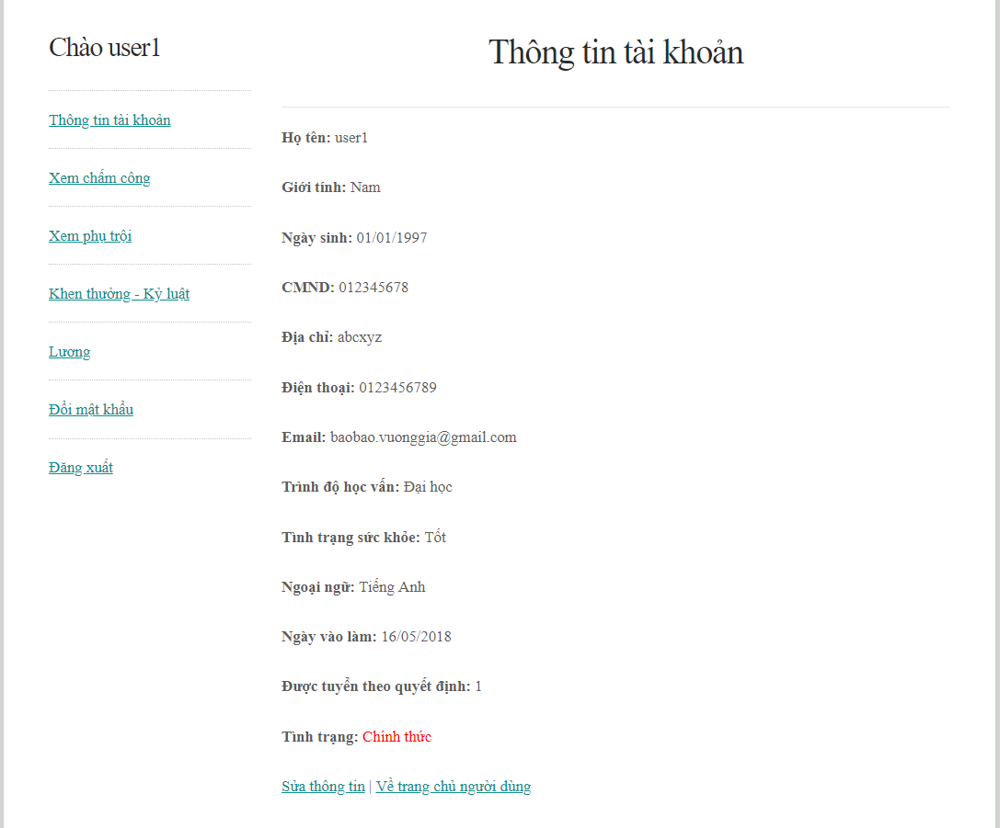 Chào user1
Thông tin tài khoản
Xem chấm công
Xem phụ trội
Khen thưởng - Kỷ luật
Lương
Đổi mật khẩu
Đăng xuất
Thông tin tài khoản
Họ tên: user1
Giới tính: Nam
Ngày sinh: 01/01/1997
CMND: 012345678
Địa chỉ: abcxyz
Điện thoại: 0123456789
Email: baobao.vuonggia@gmail.com
Trình độ học vấn: Đại học
Tình trạng sức khỏe: Tốt
Ngoại ngữ: Tiếng Anh
Ngày vào làm: 16/05/2018
Được tuyển theo quyết định: 1
Tình trạng: Chính thức
Sửa thông tin | Về trang chủ người dùng